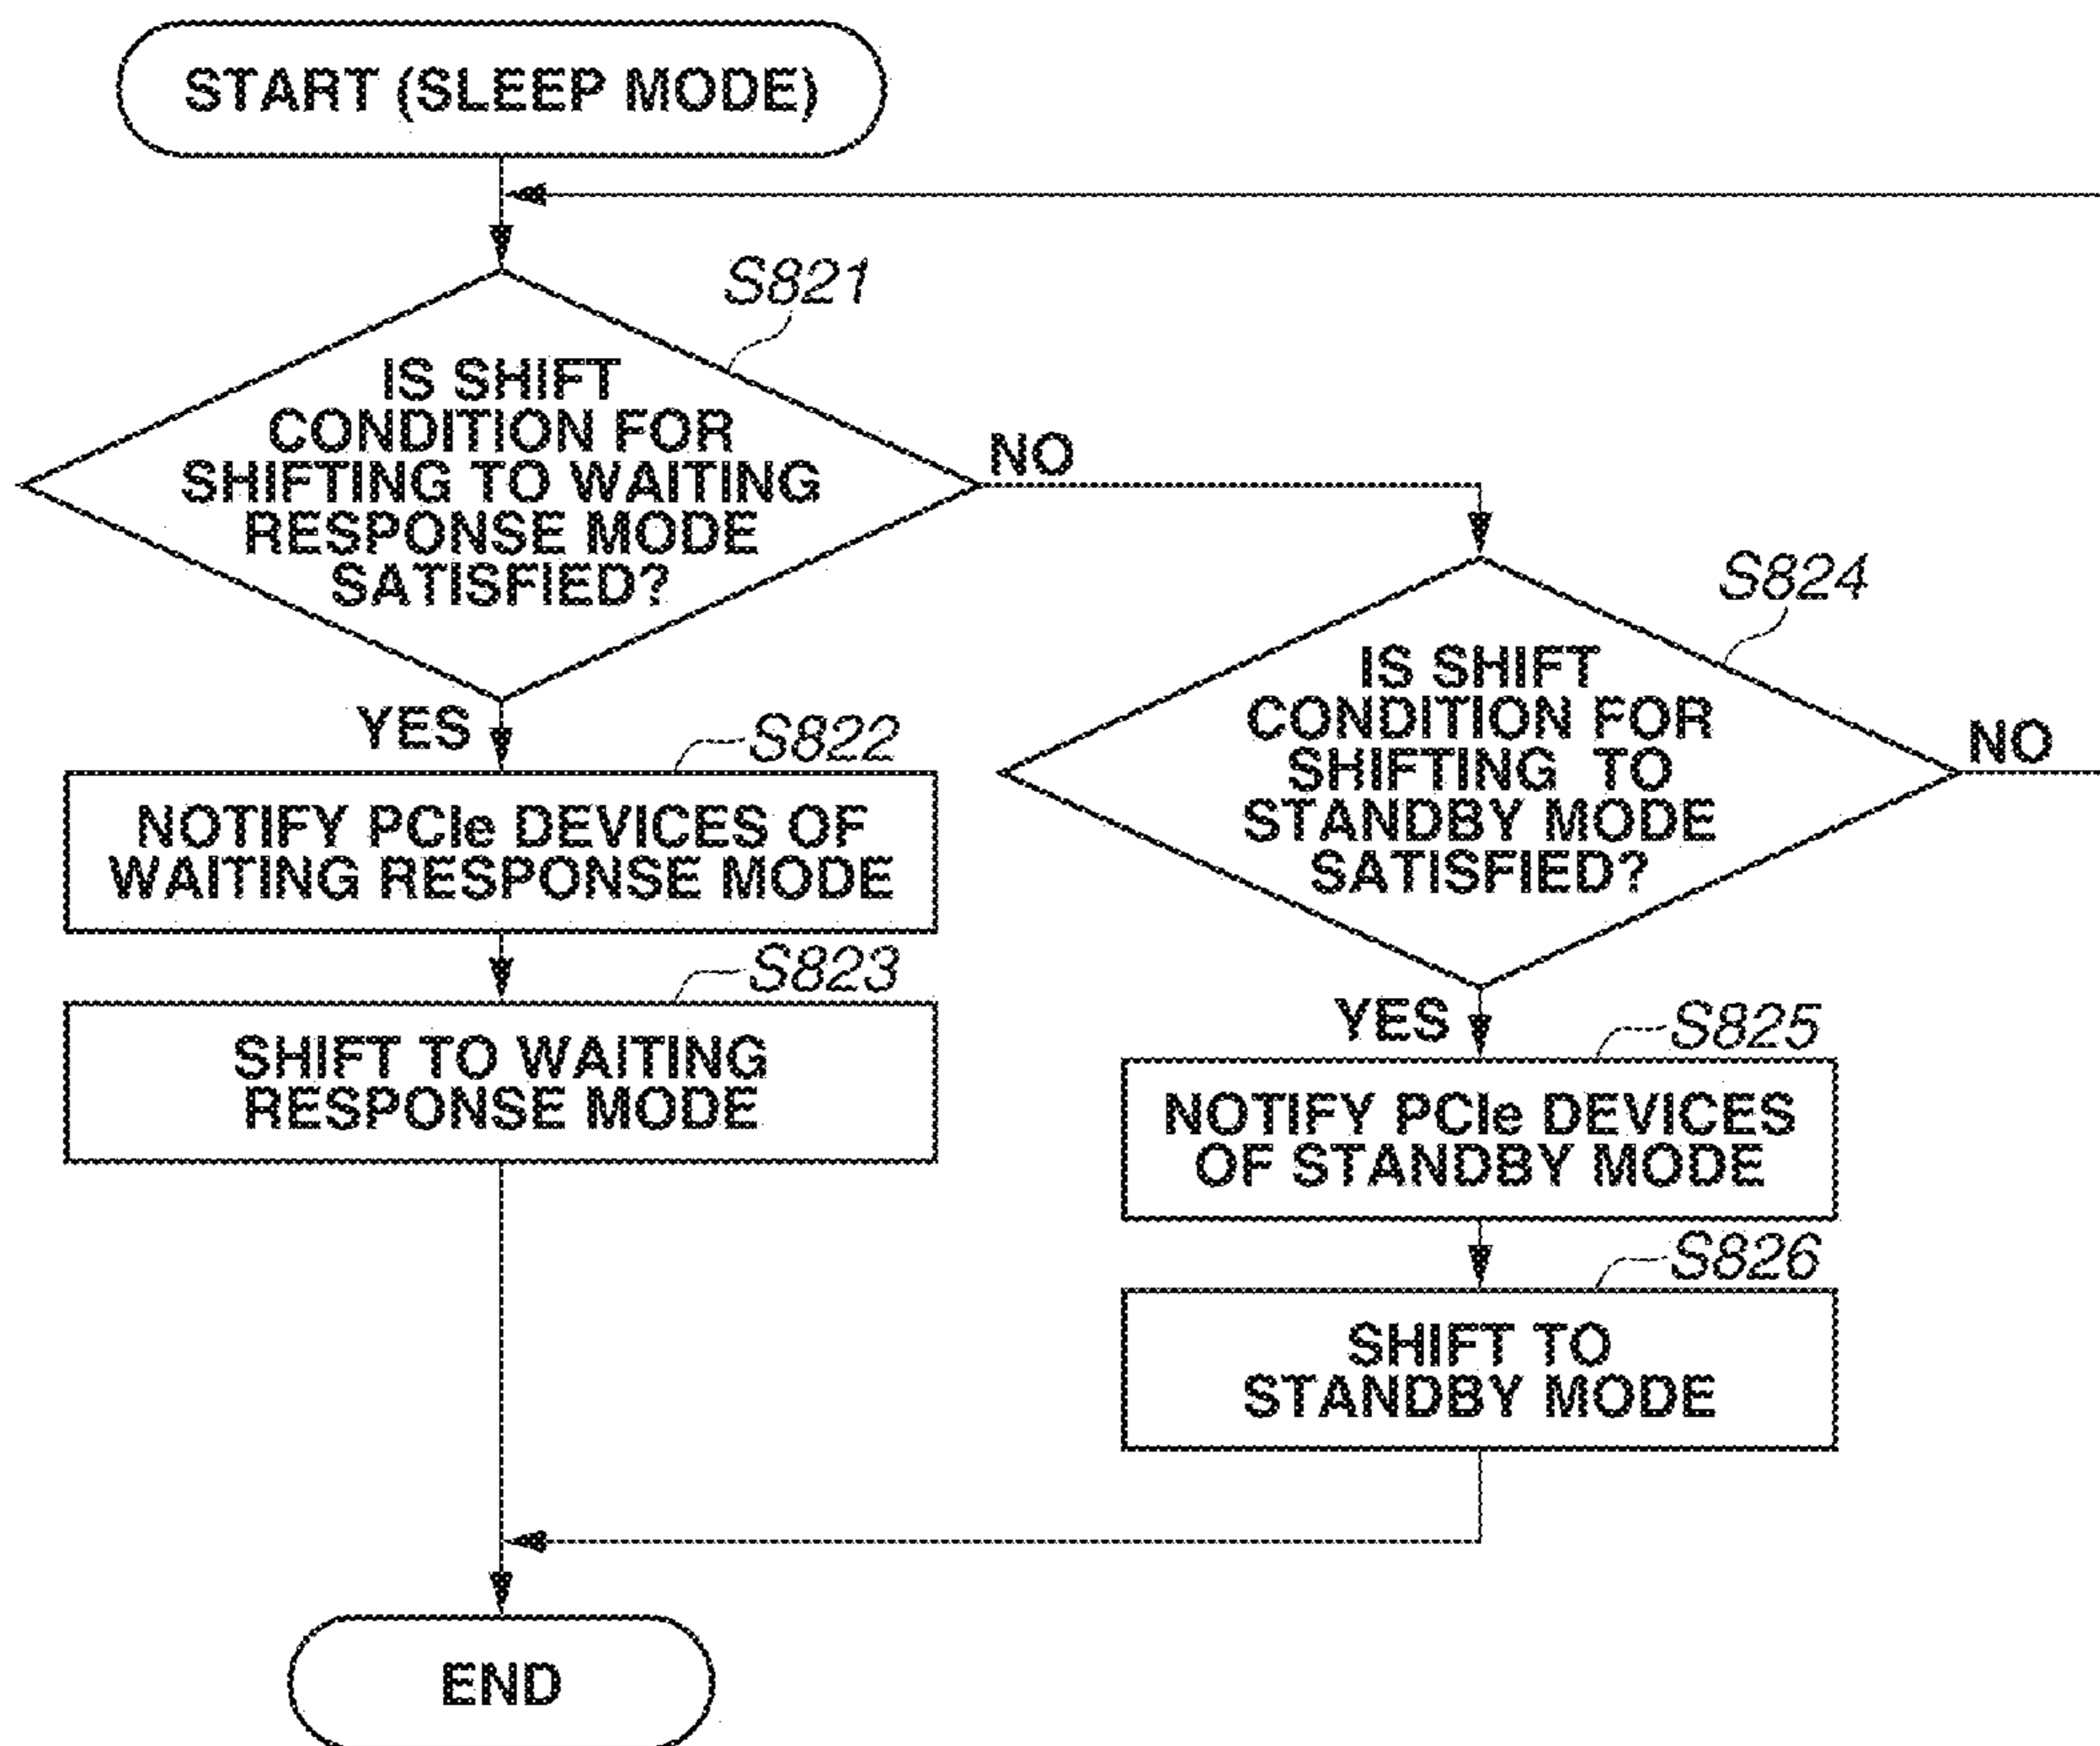 START (SLEEP MODE)
S821
IS SHIFT
CONDITION FOR
SHIFTING TO WAITING
RESPONSE MODE
SATISFIED?
NO
YES
S822
NOTIFY PCIe DEVICES OF
WAITING RESPONSE MODE
S823
SHIFT TO WAITING
RESPONSE MODE
S824
IS SHIFT
CONDITION FOR
SHIFTING TO
STANDBY MODE
SATISFIED?
NO
YES
S825
NOTIFY PCIe DEVICES
OF STANDBY MODE
S826
SHIFT TO
STANDBY MODE
END